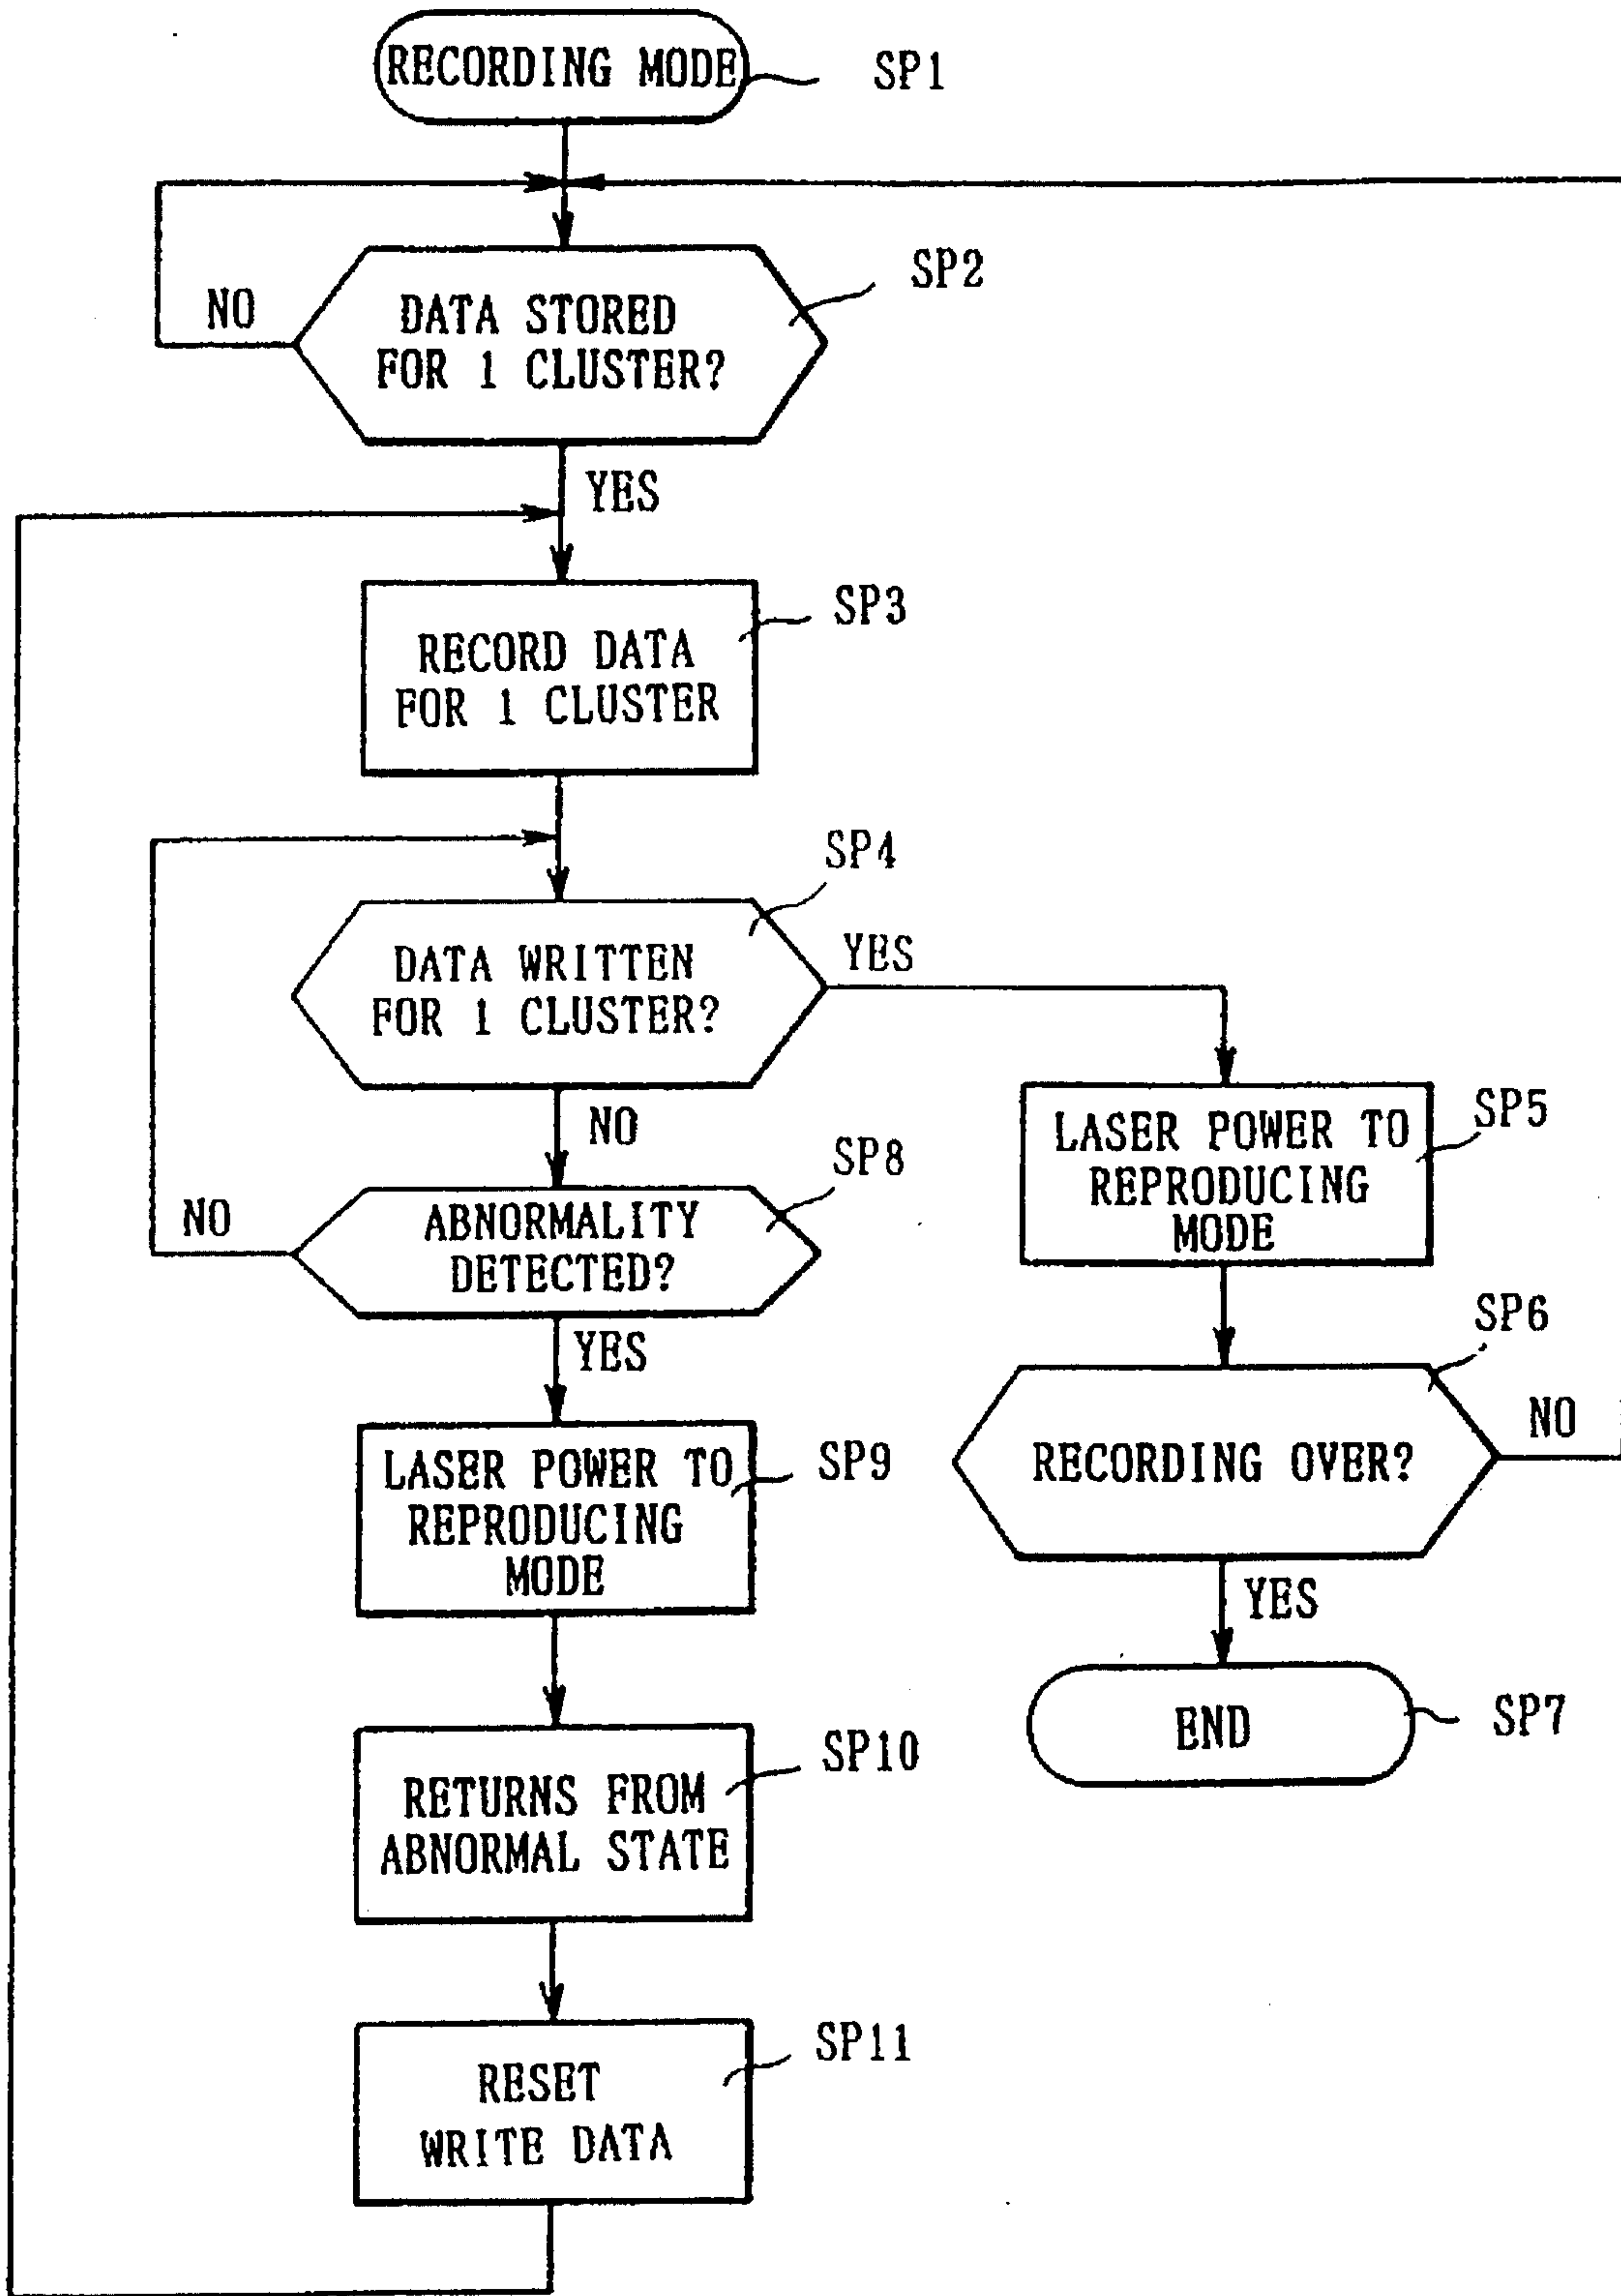 RECORDING MODE
SP1
SP2
DATA STORED
FOR 1 CLUSTER?
NO
YES
SP3
RECORD DATA
FOR 1 CLUSTER
SP4
DATA WRITTEN
FOR 1 CLUSTER?
YES
NO
SP5
LASER POWER TO
REPRODUCING
MODE
SP8
ABNORMALITY
DETECTED?
NO
YES
SP6
RECORDING OVER?
NO
YES
SP9
LASER POWER TO
REPRODUCING
MODE
END
SP7
SP10
RETURNS FROM
ABNORMAL STATE
SP11
RESET
WRITE DATA